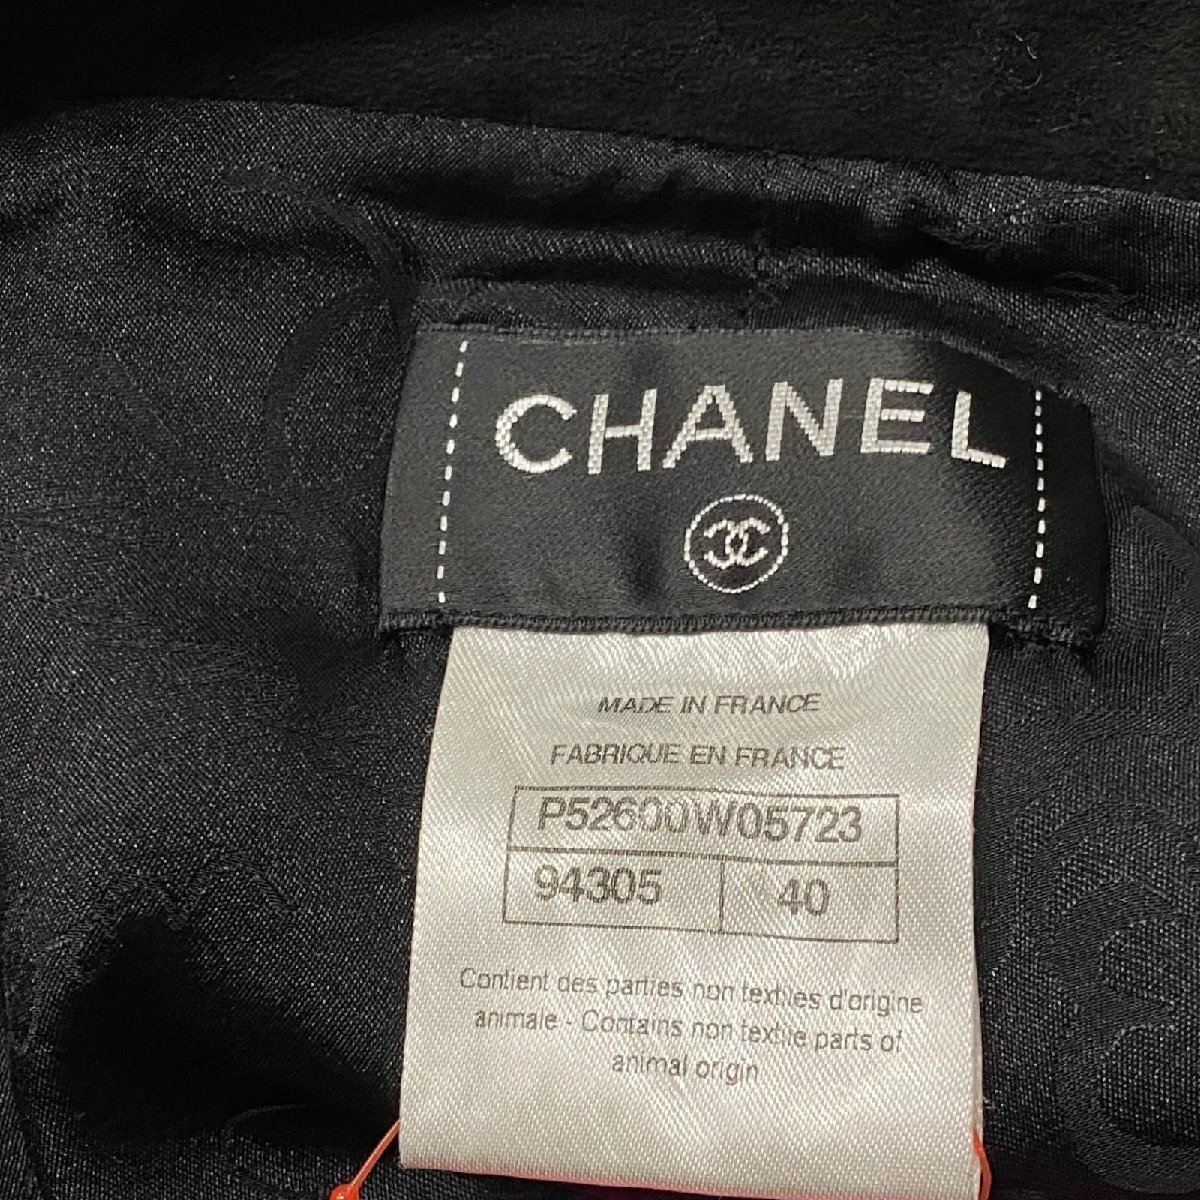 CHANEL
MADE IN FRANCE
FABRIQUE EN FRANCE
P52600W05723
94305 40
Contient des parties non textiles d'origine
animale - Contains non textile parts of
animal origin